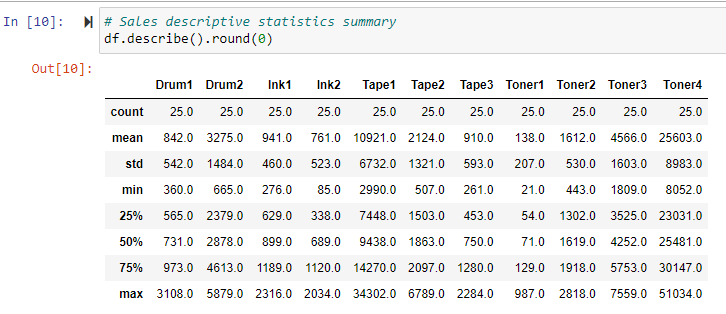 In [10]:
# Sales descriptive statistics summary
df.describe().round(0)
Out[10]:
Drum1 Drum2 Ink1 Ink2 Tape1 Tape2 Tape3 Toner1 Toner2 Toner3 Toner4
count 25.0 25.0 25.0 25.0 25.0 25.0 25.0 25.0 25.0 25.0 25.0
mean 842.0 3275.0 941.0 761.0 10921.0 2124.0 910.0 138.0 1612.0 4566.0 25603.0
std 542.0 1484.0 460.0 523.0 6732.0 1321.0 593.0 207.0 530.0 1603.0 8983.0
min 360.0 665.0 276.0 85.0 2990.0 507.0 261.0 21.0 443.0 1809.0 8052.0
25% 565.0 2379.0 629.0 338.0 7448.0 1503.0 453.0 54.0 1302.0 3525.0 23031.0
50% 731.0 2878.0 899.0 689.0 9438.0 1863.0 750.0 71.0 1619.0 4252.0 25481.0
75% 973.0 4613.0 1189.0 1120.0 14270.0 2097.0 1280.0 129.0 1918.0 5753.0 30147.0
max 3108.0 5879.0 2316.0 2034.0 34302.0 6789.0 2284.0 987.0 2818.0 7559.0 51034.0